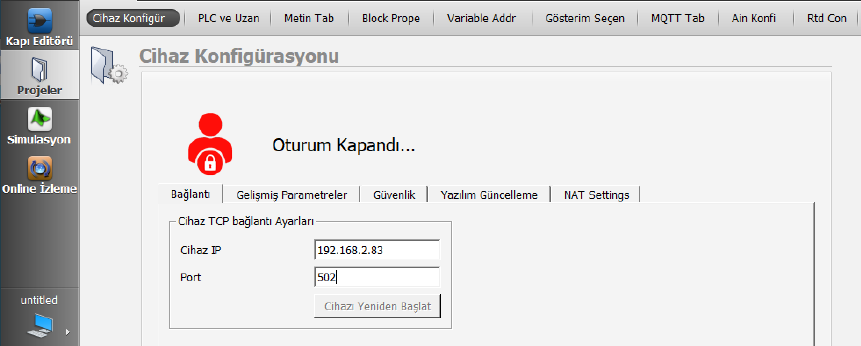 Cihaz Konfigür
PLC ve Uzan
Metin Tab
Block Prope
Variable Addr
Gösterim Seçen
MQTT Tab
Ain Konfi
Rtd Con
Kapı Editörü
Projeler
Simulasyon
Online İzleme
untitled
Cihaz Konfigürasyonu
Oturum Kapandı...
Bağlantı
Gelişmiş Parametreler
Güvenlik
Yazılım Güncelleme
NAT Settings
Cihaz TCP bağlantı Ayarları
Cihaz IP
192.168.2.83
Port
502
Cihazı Yeniden Başlat